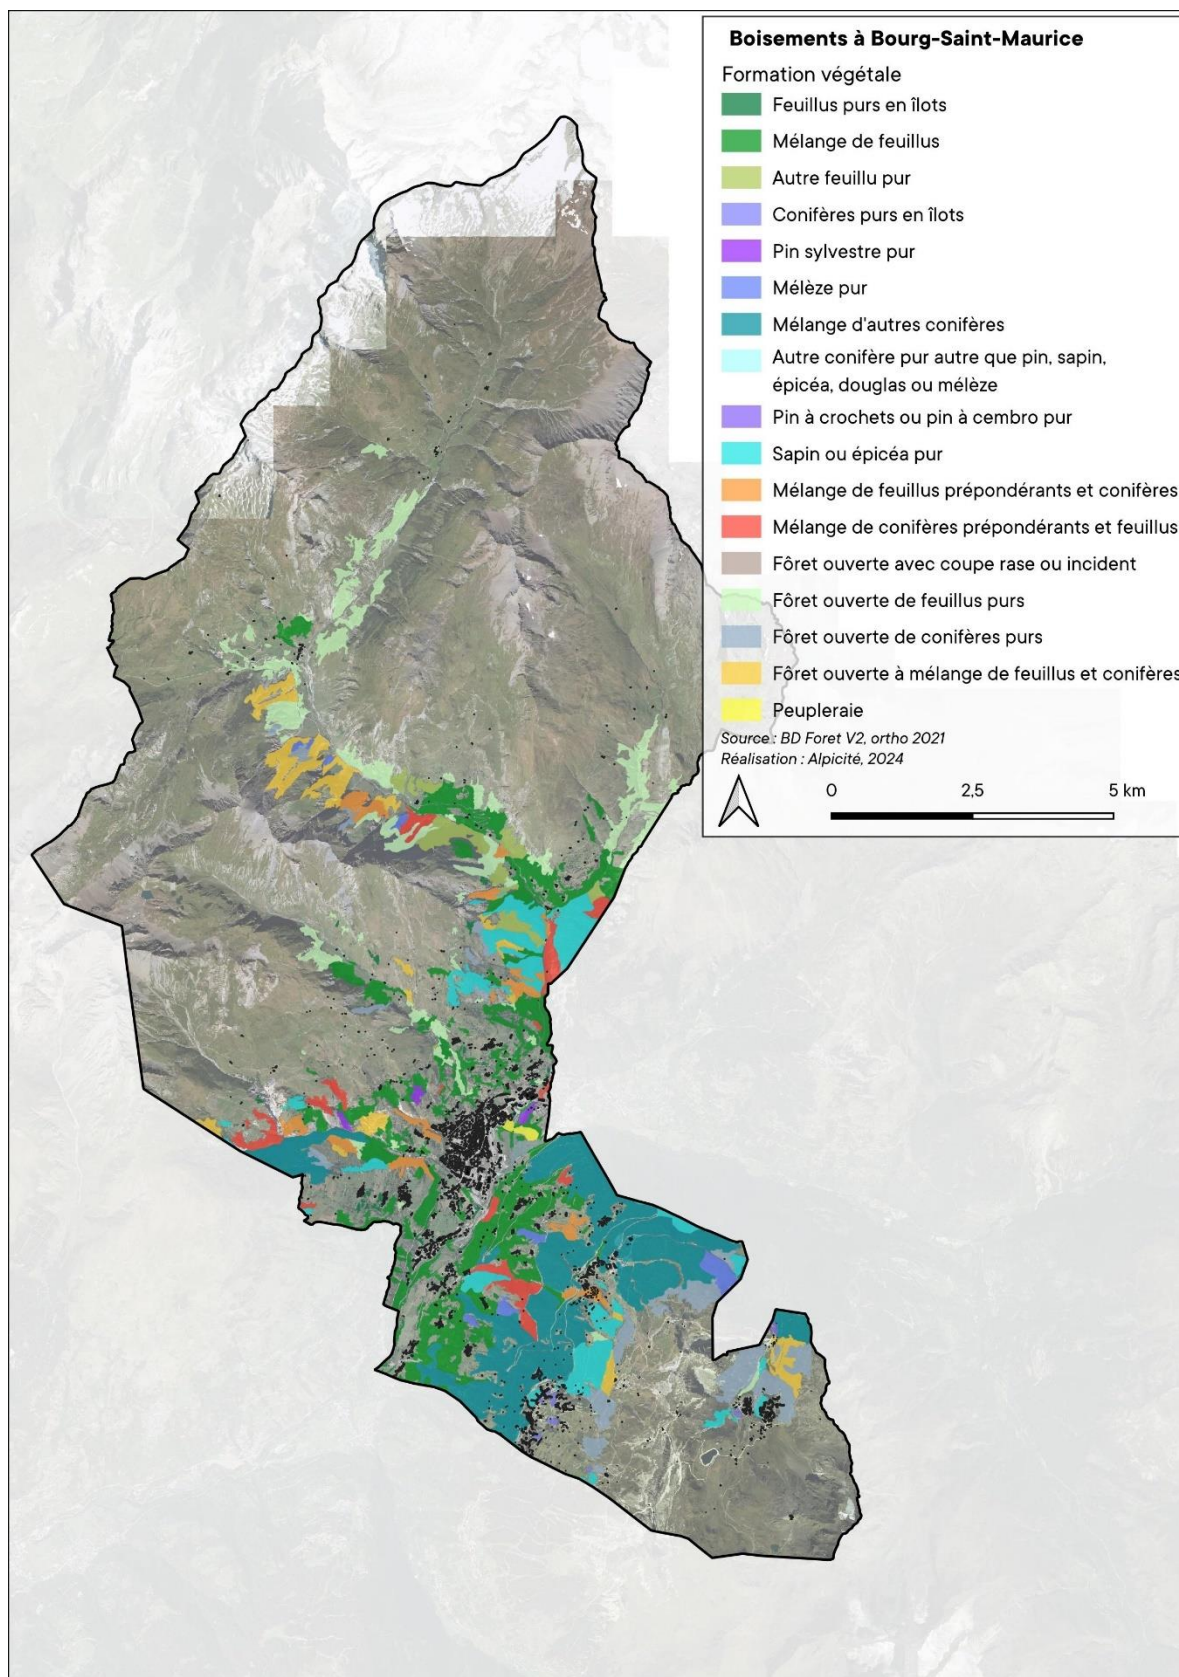 Boisements à Bourg-Saint-Maurice
Formation végétale
Feuillus purs en îlots
Mélange de feuillus
Autre feuillu pur
Conifères purs en îlots
Pin sylvestre pur
Mélèze pur
Mélange d'autres conifères
Autre conifère pur autre que pin, sapin,
épicéa, douglas ou mélèze
Pin à crochets ou pin à cembro pur
Sapin ou épicéa pur
Mélange de feuillus prépondérants et conifères
Mélange de conifères prépondérants et feuillus
Fôret ouverte avec coupe rase ou incident
Fôret ouverte de feuillus purs
Fôret ouverte de conifères purs
Fôret ouverte à mélange de feuillus et conifères
Peupleraie
Source : BD Foret V2, ortho 2021
Réalisation : Alpicité, 2024
0 2,5 5 km